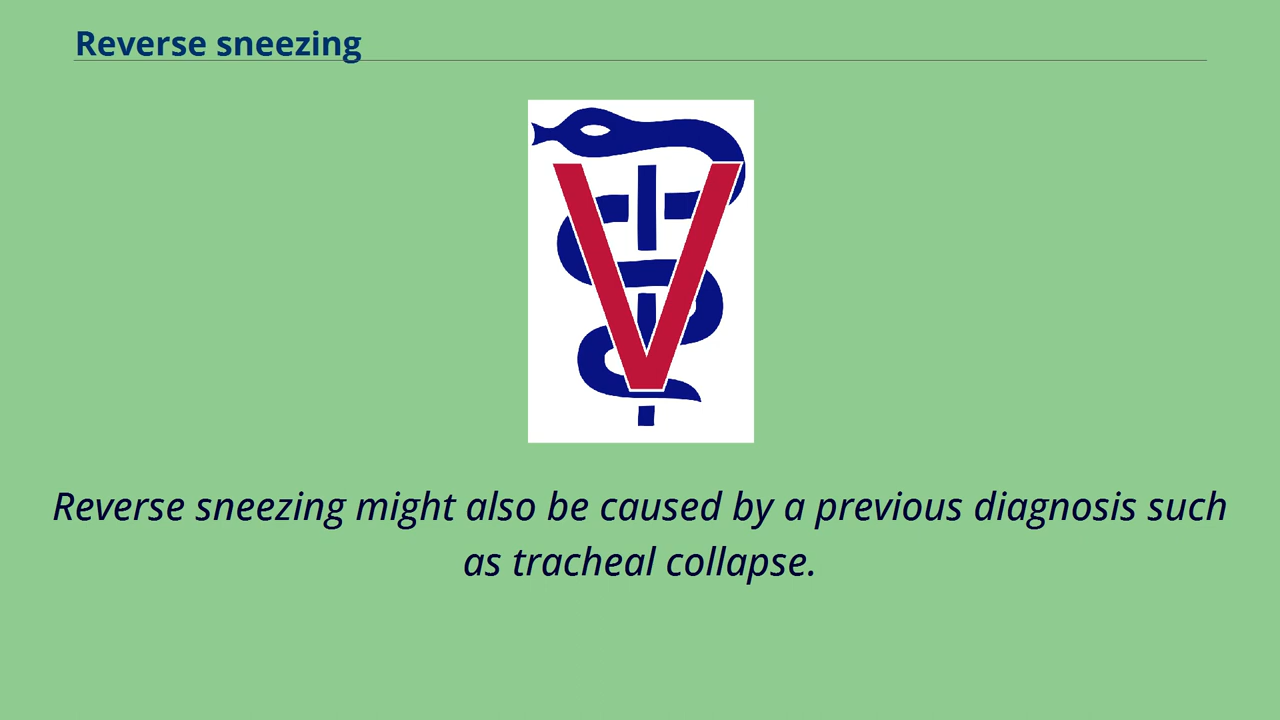 Reverse sneezing
V
Reverse sneezing might also be caused by a previous diagnosis such
as tracheal collapse.